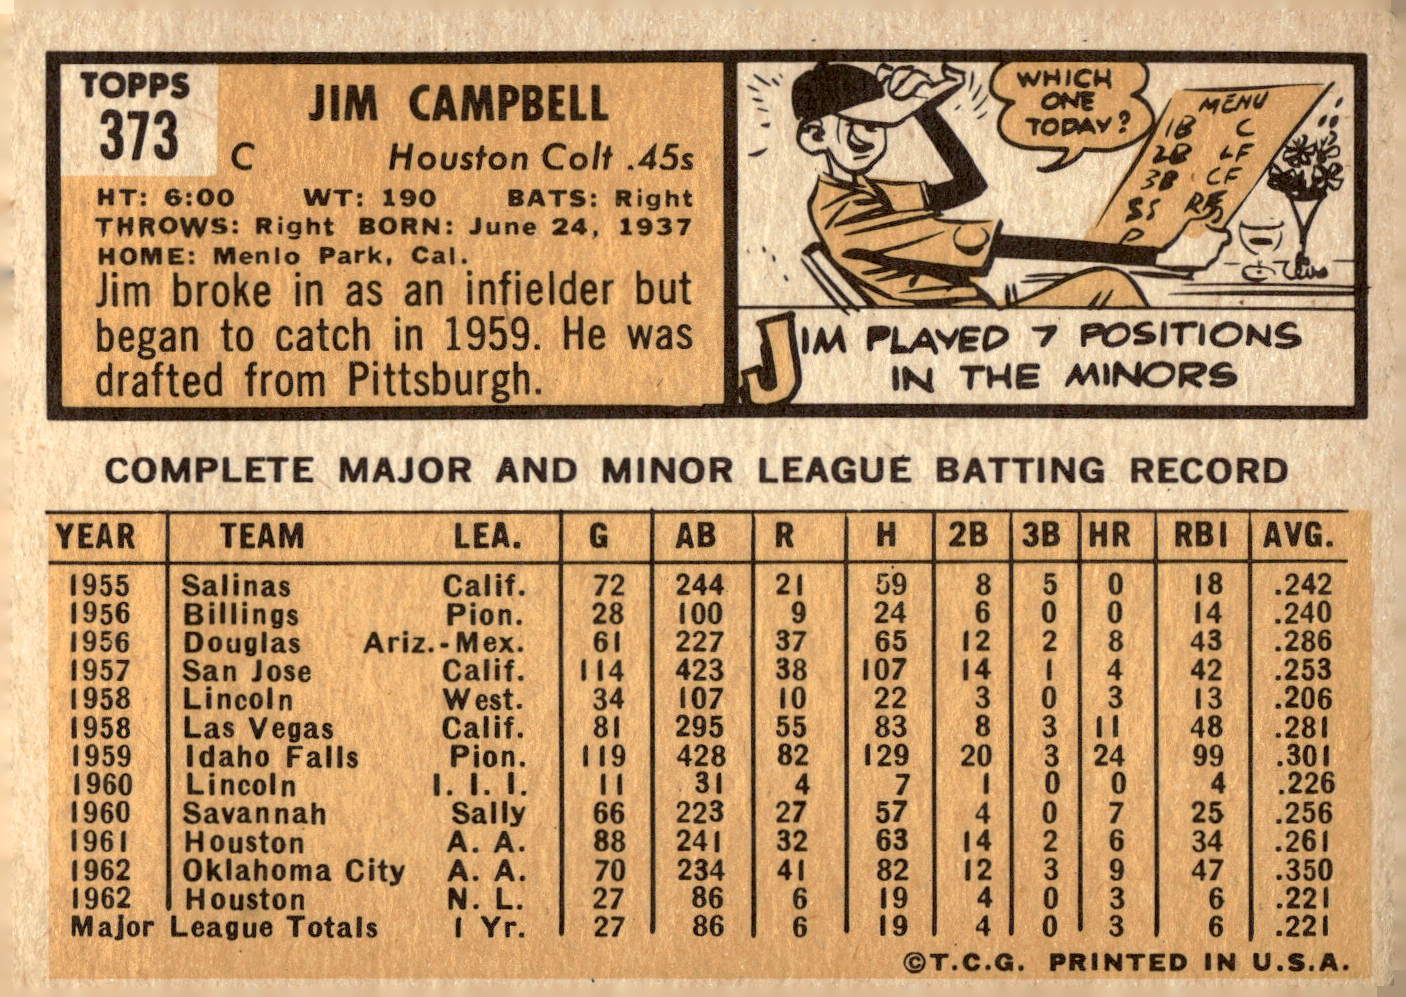 TOPPS
373
JIM CAMPBELL
C Houston Colt .45s
HT: 6:00 WT: 190 BATS: Right
THROWS: Right BORN: June 24, 1937
HOME: Menlo Park, Cal.
Jim broke in as an infielder but
began to catch in 1959. He was
drafted from Pittsburgh.
WHICH
ONE
TODAY?
MENU
1B C
2B LF
3B CF
SS RF
P
JIM PLAYED 7 POSITIONS
IN THE MINORS
COMPLETE MAJOR AND MINOR LEAGUE BATTING RECORD
YEAR TEAM LEA. G AB R H 2B 3B HR RBI AVG.
1955 Salinas Calif. 72 244 21 59 8 5 0 18 .242
1956 Billings Pion. 28 100 9 24 6 0 0 14 .240
1956 Douglas Ariz.-Mex. 61 227 37 65 12 2 8 43 .286
1957 San Jose Calif. 114 423 38 107 14 1 4 42 .253
1958 Lincoln West. 34 107 10 22 3 0 3 13 .206
1958 Las Vegas Calif. 81 295 55 83 8 3 11 48 .281
1959 Idaho Falls Pion. 119 428 82 129 20 3 24 99 .301
1960 Lincoln I. I. I. 11 31 4 7 1 0 0 4 .226
1960 Savannah Sally 66 223 27 57 4 0 7 25 .256
1961 Houston A. A. 88 241 32 63 14 2 6 34 .261
1962 Oklahoma City A. A. 70 234 41 82 12 3 9 47 .350
1962 Houston N. L. 27 86 6 19 4 0 3 6 .221
Major League Totals 1 Yr. 27 86 6 19 4 0 3 6 .221
©T.C.G. PRINTED IN U.S.A.